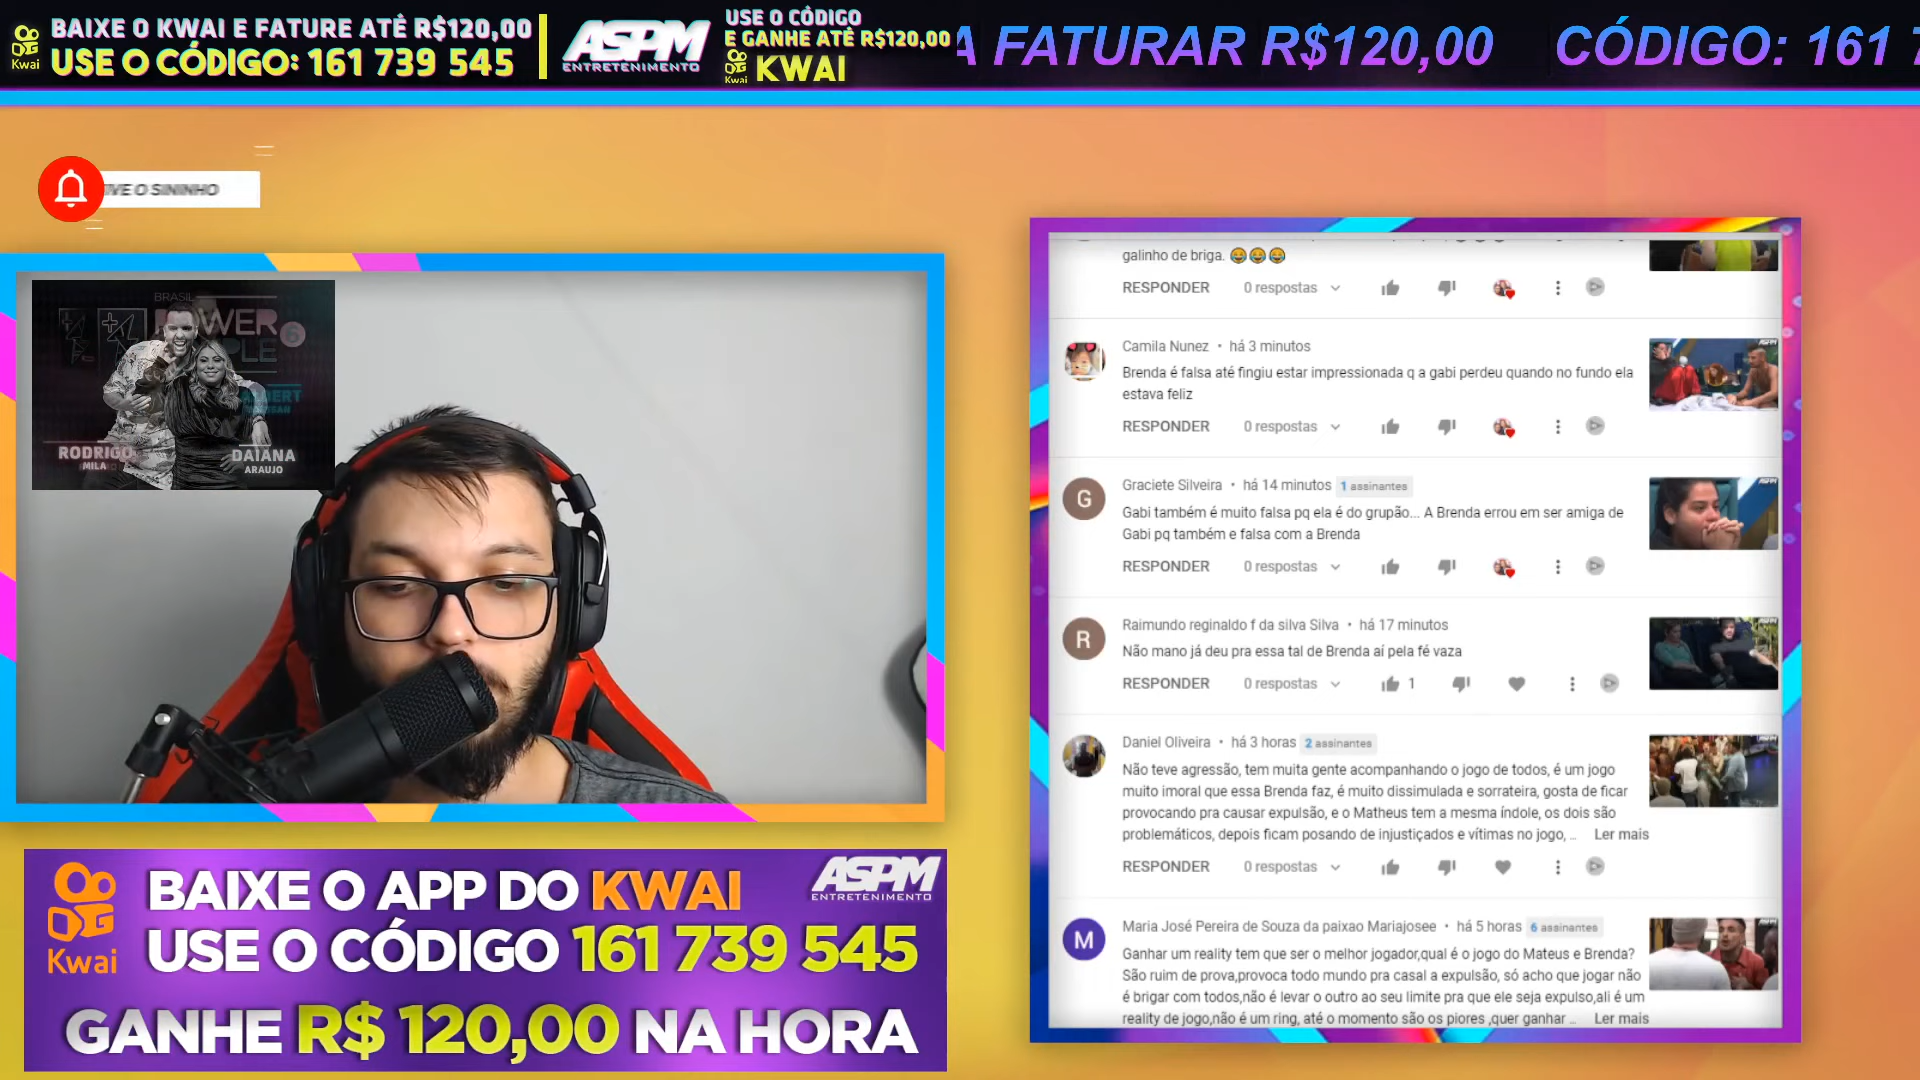 BAIXE O KWAI E FATURE ATÉ R$120,00
USE O CÓDIGO: 161 739 545
Kwai
ASPM
ENTRETENIMENTO
USE O CÓDIGO
E GANHE ATÉ R$120,00
Kwai
KWAI
A FATURAR R$120,00
CÓDIGO: 161 7
IVE O SININHO
BRASIL
POWER
6
RODRIGO
MILA
DAIANA
ARAUJO
galinho de briga. 😂😂😂
RESPONDER 0 respostas
Camila Nunez • há 3 minutos
Brenda é falsa até fingiu estar impressionada q a gabi perdeu quando no fundo ela
estava feliz
RESPONDER 0 respostas
G
Graciete Silveira • há 14 minutos 1 assinantes
Gabi também é muito falsa pq ela é do grupão... A Brenda errou em ser amiga de
Gabi pq também e falsa com a Brenda
RESPONDER 0 respostas
R
Raimundo reginaldo f da silva Silva • há 17 minutos
Não mano já deu pra essa tal de Brenda aí pela fé vaza
RESPONDER 0 respostas 1
Daniel Oliveira • há 3 horas 2 assinantes
Não teve agressão, tem muita gente acompanhando o jogo de todos, é um jogo
muito imoral que essa Brenda faz, é muito dissimulada e sorrateira, gosta de ficar
provocando pra causar expulsão, e o Matheus tem a mesma índole, os dois são
problemáticos, depois ficam posando de injustiçados e vítimas no jogo, ... Ler mais
RESPONDER 0 respostas
M
Maria José Pereira de Souza da paixao Mariajosee • há 5 horas 6 assinantes
Ganhar um reality tem que ser o melhor jogador,qual é o jogo do Mateus e Brenda?
São ruim de prova,provoca todo mundo pra casal a expulsão, só acho que jogar não
é brigar com todos,não é levar o outro ao seu limite pra que ele seja expulso,ali é um
reality de jogo,não é um ring, até o momento são os piores ,quer ganhar ... Ler mais
Kwai
BAIXE O APP DO KWAI
USE O CÓDIGO 161 739 545
GANHE R$ 120,00 NA HORA
ASPM
ENTRETENIMENTO